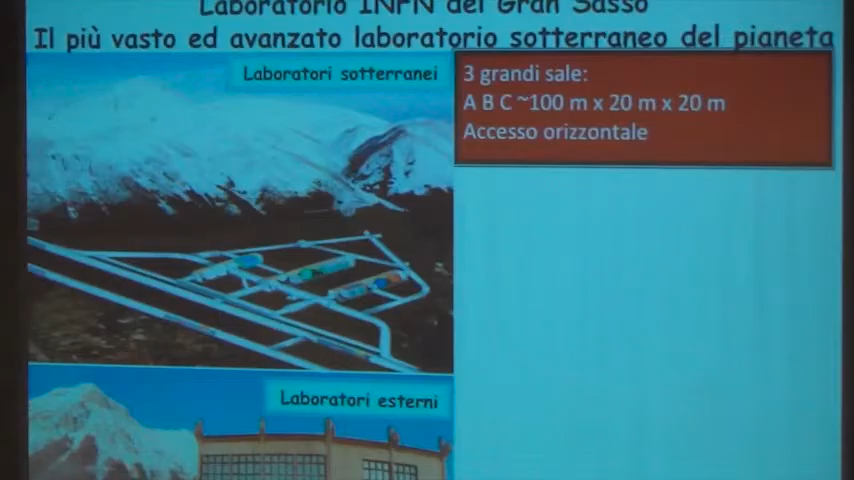 Laboratorio INFN del Gran Sasso
Il più vasto ed avanzato laboratorio sotterraneo del pianeta
Laboratori sotterranei
3 grandi sale:
A B C ~100 m x 20 m x 20 m
Accesso orizzontale
Laboratori esterni